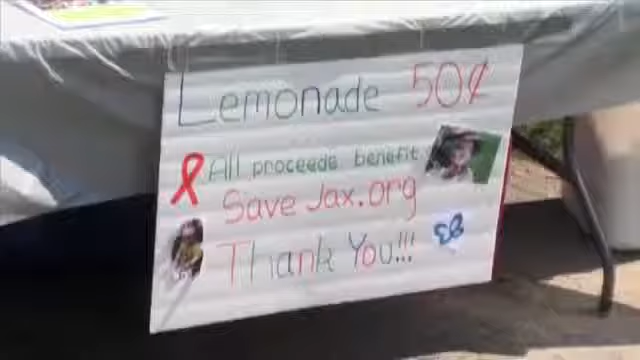 Lemonade 50¢
All proceeds benefit
Save Jax.org
Thank You!!!